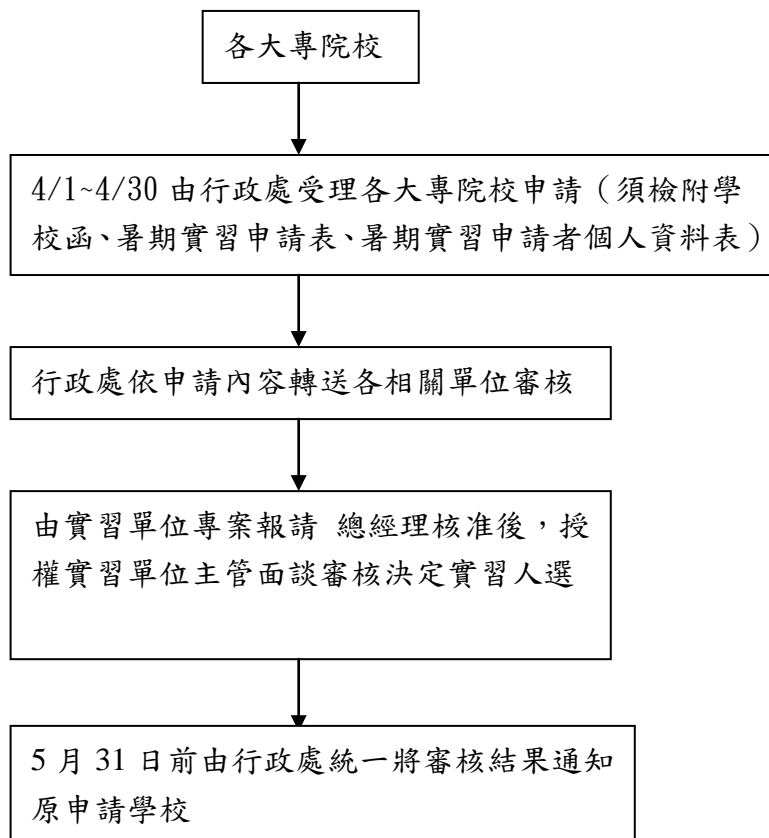 各大專院校
4/1~4/30 由行政處受理各大專院校申請（須檢附學
校函、暑期實習申請表、暑期實習申請者個人資料表）
行政處依申請內容轉送各相關單位審核
由實習單位專案報請 總經理核准後，授
權實習單位主管面談審核決定實習人選
5 月 31 日前由行政處統一將審核結果通知
原申請學校